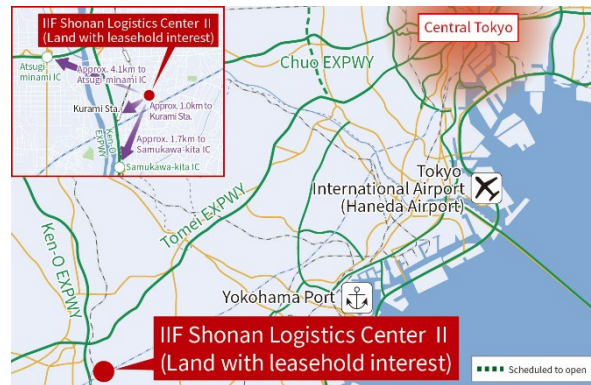 IIF Shonan Logistics Center II
(Land with leasehold interest)
Atsugi
minami IC
Approx. 4.1km to
Atsugi-minami IC
Kurami Sta.
Approx. 1.0km to
Kurami Sta.
Ken-O
EXPWY
Approx. 1.7km to
Samukawa-kita IC
Samukawa-kita IC
Central Tokyo
Chuo EXPWY
Tokyo
International Airport
(Haneda Airport)
Tomei EXPWY
Ken-O EXPWY
Yokohama Port
IIF Shonan Logistics Center II
(Land with leasehold interest)
Scheduled to open